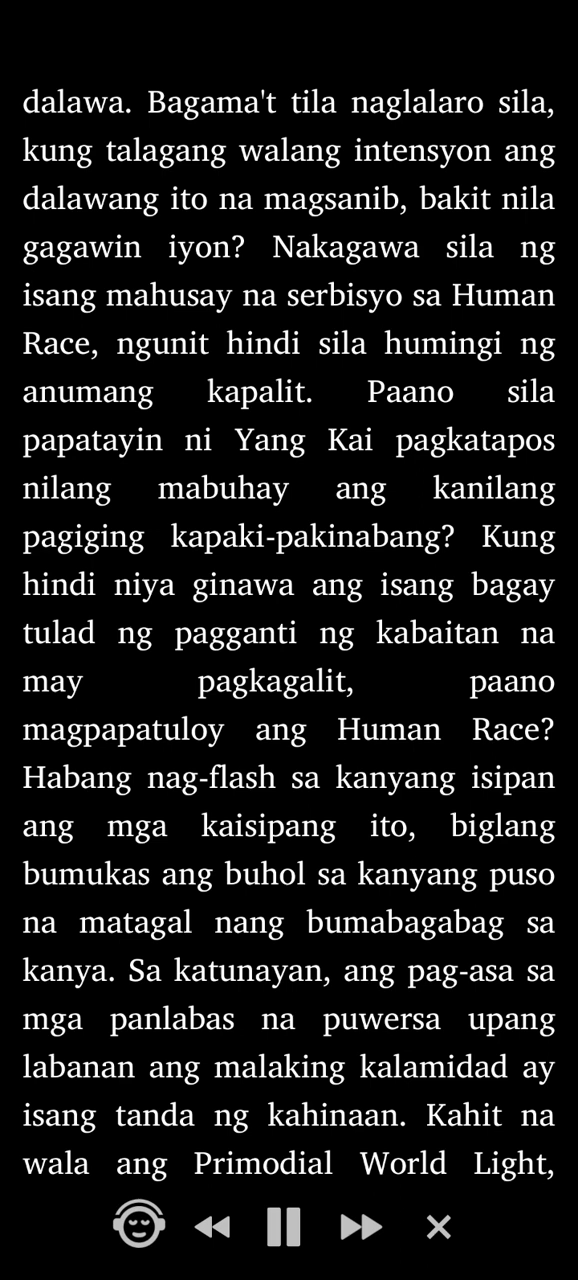 dalawa. Bagama't tila naglalaro sila,
kung talagang walang intensyon ang
dalawang ito na magsanib, bakit nila
gagawin iyon? Nakagawa sila ng
isang mahusay na serbisyo sa Human
Race, ngunit hindi sila humingi ng
anumang kapalit. Paano sila
papatayin ni Yang Kai pagkatapos
nilang mabuhay ang kanilang
pagiging kapaki-pakinabang? Kung
hindi niya ginawa ang isang bagay
tulad ng pagganti ng kabaitan na
may pagkagalit, paano
magpapatuloy ang Human Race?
Habang nag-flash sa kanyang isipan
ang mga kaisipang ito, biglang
bumukas ang buhol sa kanyang puso
na matagal nang bumabagabag sa
kanya. Sa katunayan, ang pag-asa sa
mga panlabas na puwersa upang
labanan ang malaking kalamidad ay
isang tanda ng kahinaan. Kahit na
wala ang Primodial World Light,